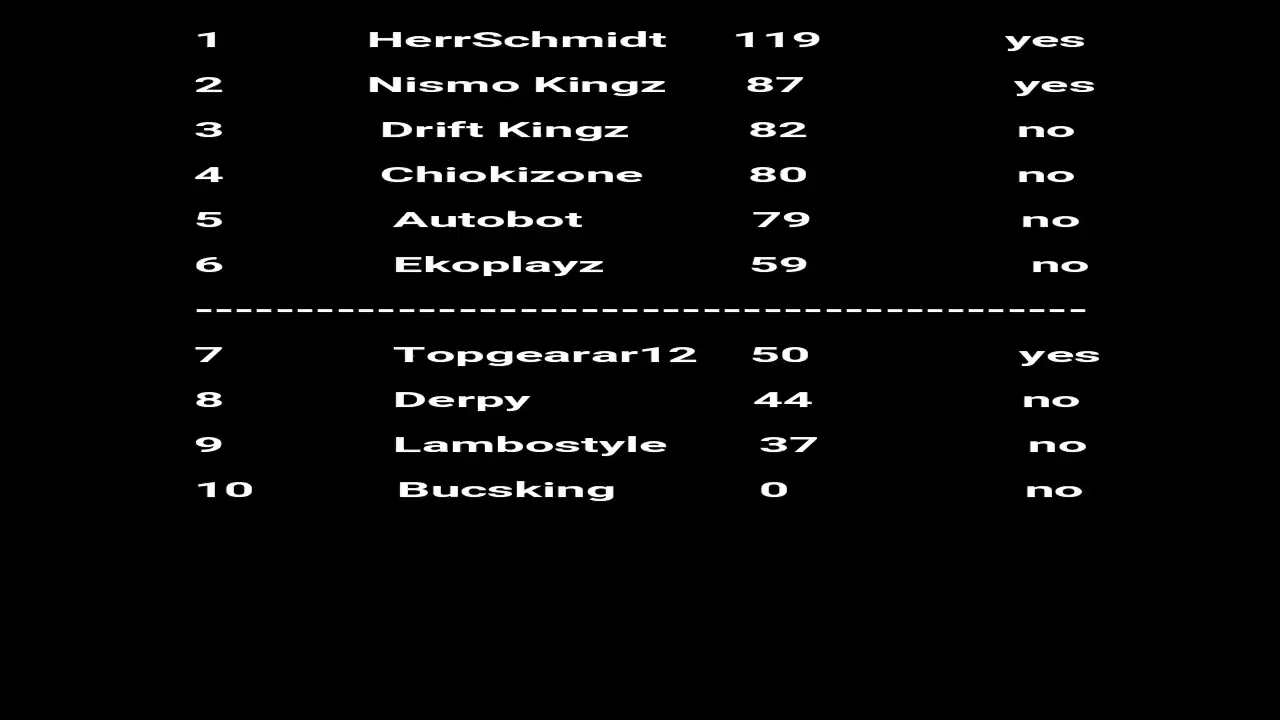 1 HerrSchmidt 119 yes
2 Nismo Kingz 87 yes
3 Drift Kingz 82 no
4 Chiokizone 80 no
5 Autobot 79 no
6 Ekoplayz 59 no
--------------------------------------------
7 Topgearar12 50 yes
8 Derpy 44 no
9 Lambostyle 37 no
10 Bucsking 0 no